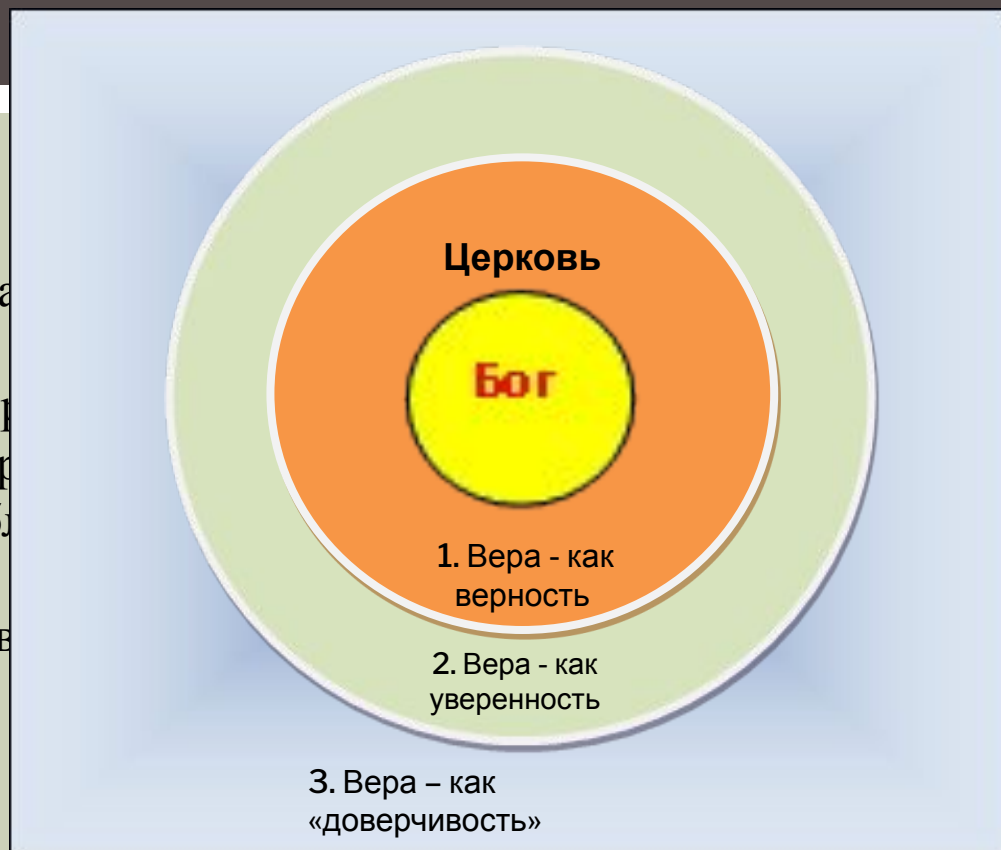 Церковь
Бог
1. Вера - как
верность
2. Вера - как
уверенность
3. Вера – как
«доверчивость»